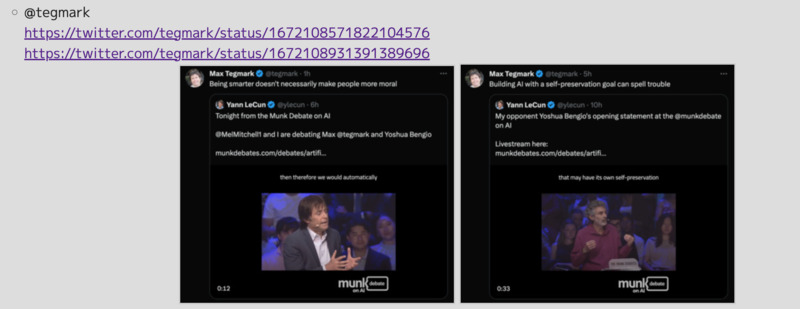 @tegmark
https://twitter.com/tegmark/status/1672108571822104576
https://twitter.com/tegmark/status/1672108931391389696
Max Tegmark @tegmark · 1h
Being smarter doesn't necessarily make people more moral
Yann LeCun @ylecun · 6h
Tonight from the Munk Debate on AI
@MelMitchell1 and I are debating Max @tegmark and Yoshua Bengio
munkdebates.com/debates/artifi...
then therefore we would automatically
0:12
munk debate
on AI
Max Tegmark @tegmark · 5h
Building AI with a self-preservation goal can spell trouble
Yann LeCun @ylecun · 10h
My opponent Yoshua Bengio's opening statement at the @munkdebate
on AI
Livestream here:
munkdebates.com/debates/artifi...
that may have its own self-preservation
0:33
munk debate
on AI